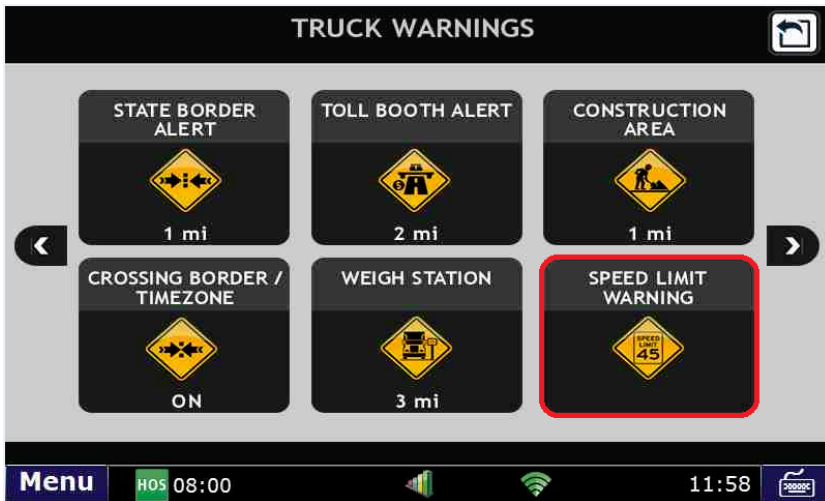 TRUCK WARNINGS
STATE BORDER
ALERT
1 mi
TOLL BOOTH ALERT
$
2 mi
CONSTRUCTION
AREA
1 mi
CROSSING BORDER /
TIMEZONE
ON
WEIGH STATION
3 mi
SPEED LIMIT
WARNING
SPEED
LIMIT
45
Menu
HOS 08:00
11:58